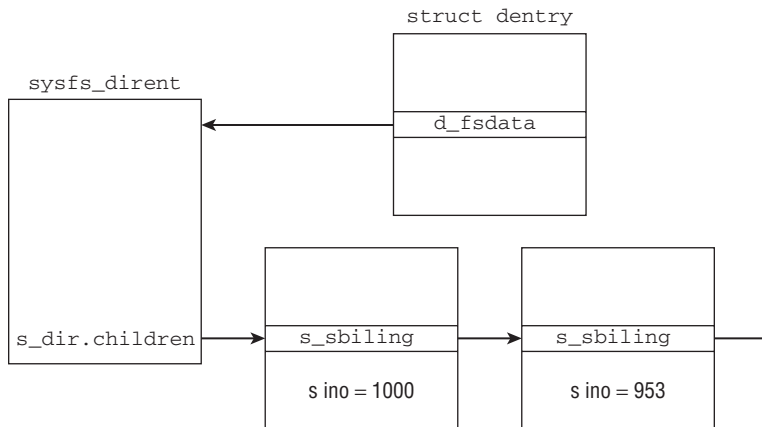 struct dentry
sysfs_dirent
d_fsdata
s_dir.children
s_sbiling
s_sbiling
s ino = 1000
s ino = 953